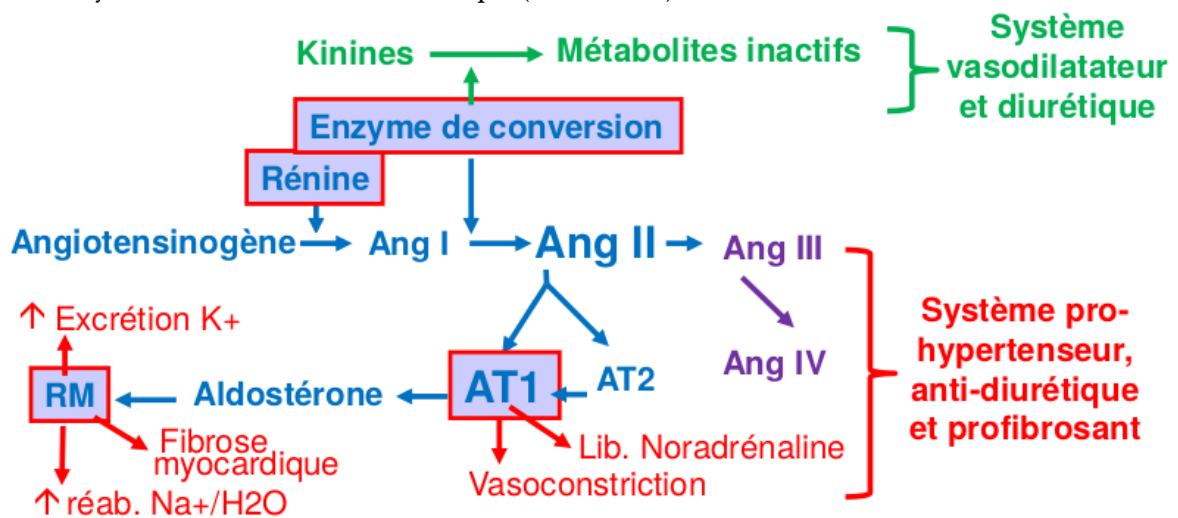 Kinines
Métabolites inactifs
Système
vasodilatateur
et diurétique
Enzyme de conversion
Rénine
Angiotensinogène
Ang I
Ang II
Ang III
Ang IV
↑ Excrétion K+
RM
Aldostérone
AT1
AT2
Fibrose
myocardique
↑ réab. Na+/H2O
Lib. Noradrénaline
Vasoconstriction
Système pro-
hypertenseur,
anti-diurétique
et profibrosant